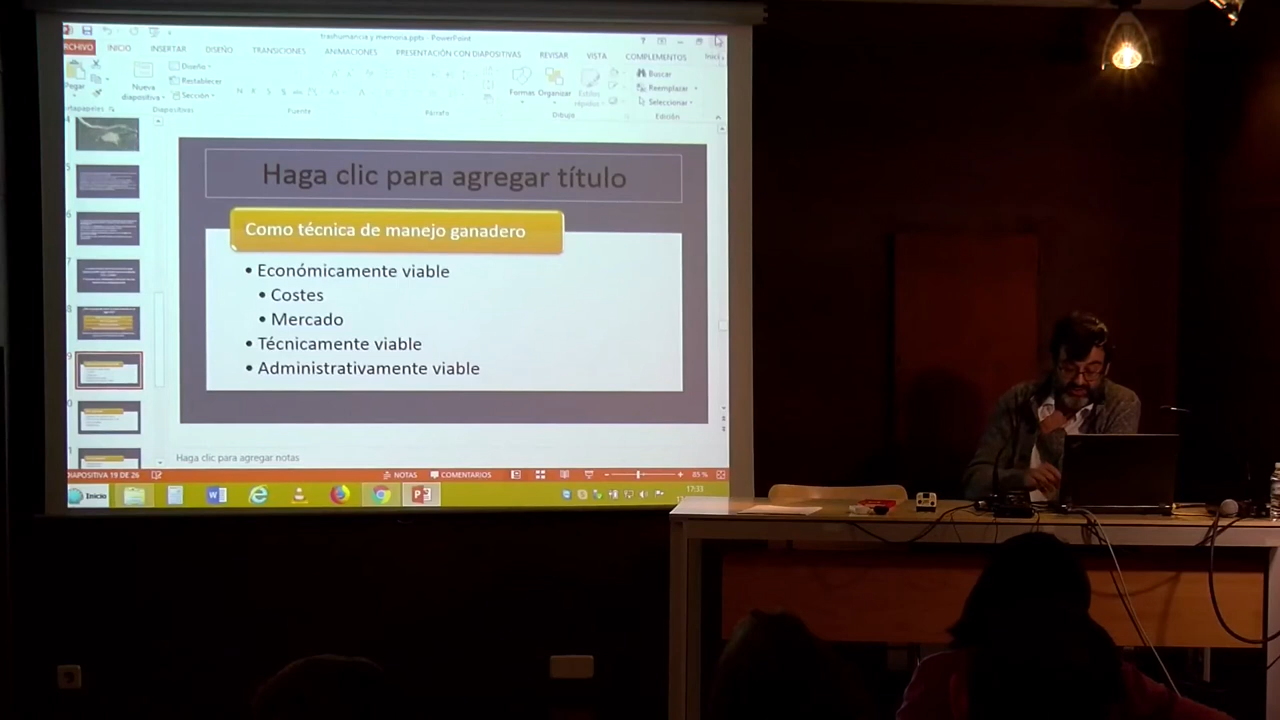 trashumancia y memoria.pptx - PowerPoint
ARCHIVO INICIO INSERTAR DISEÑO TRANSICIONES ANIMACIONES PRESENTACIÓN CON DIAPOSITIVAS REVISAR VISTA COMPLEMENTOS
Pegar
Nueva
diapositiva
Diseño
Restablecer
Sección
Formas Organizar Estilos
rápidos
Buscar
Reemplazar
Seleccionar
Diapositivas Fuente Párrafo Dibujo Edición
Haga clic para agregar título
Como técnica de manejo ganadero
• Económicamente viable
• Costes
• Mercado
• Técnicamente viable
• Administrativamente viable
Haga clic para agregar notas
DIAPOSITIVA 19 DE 26 NOTAS COMENTARIOS 85 %
Inicio 17:33